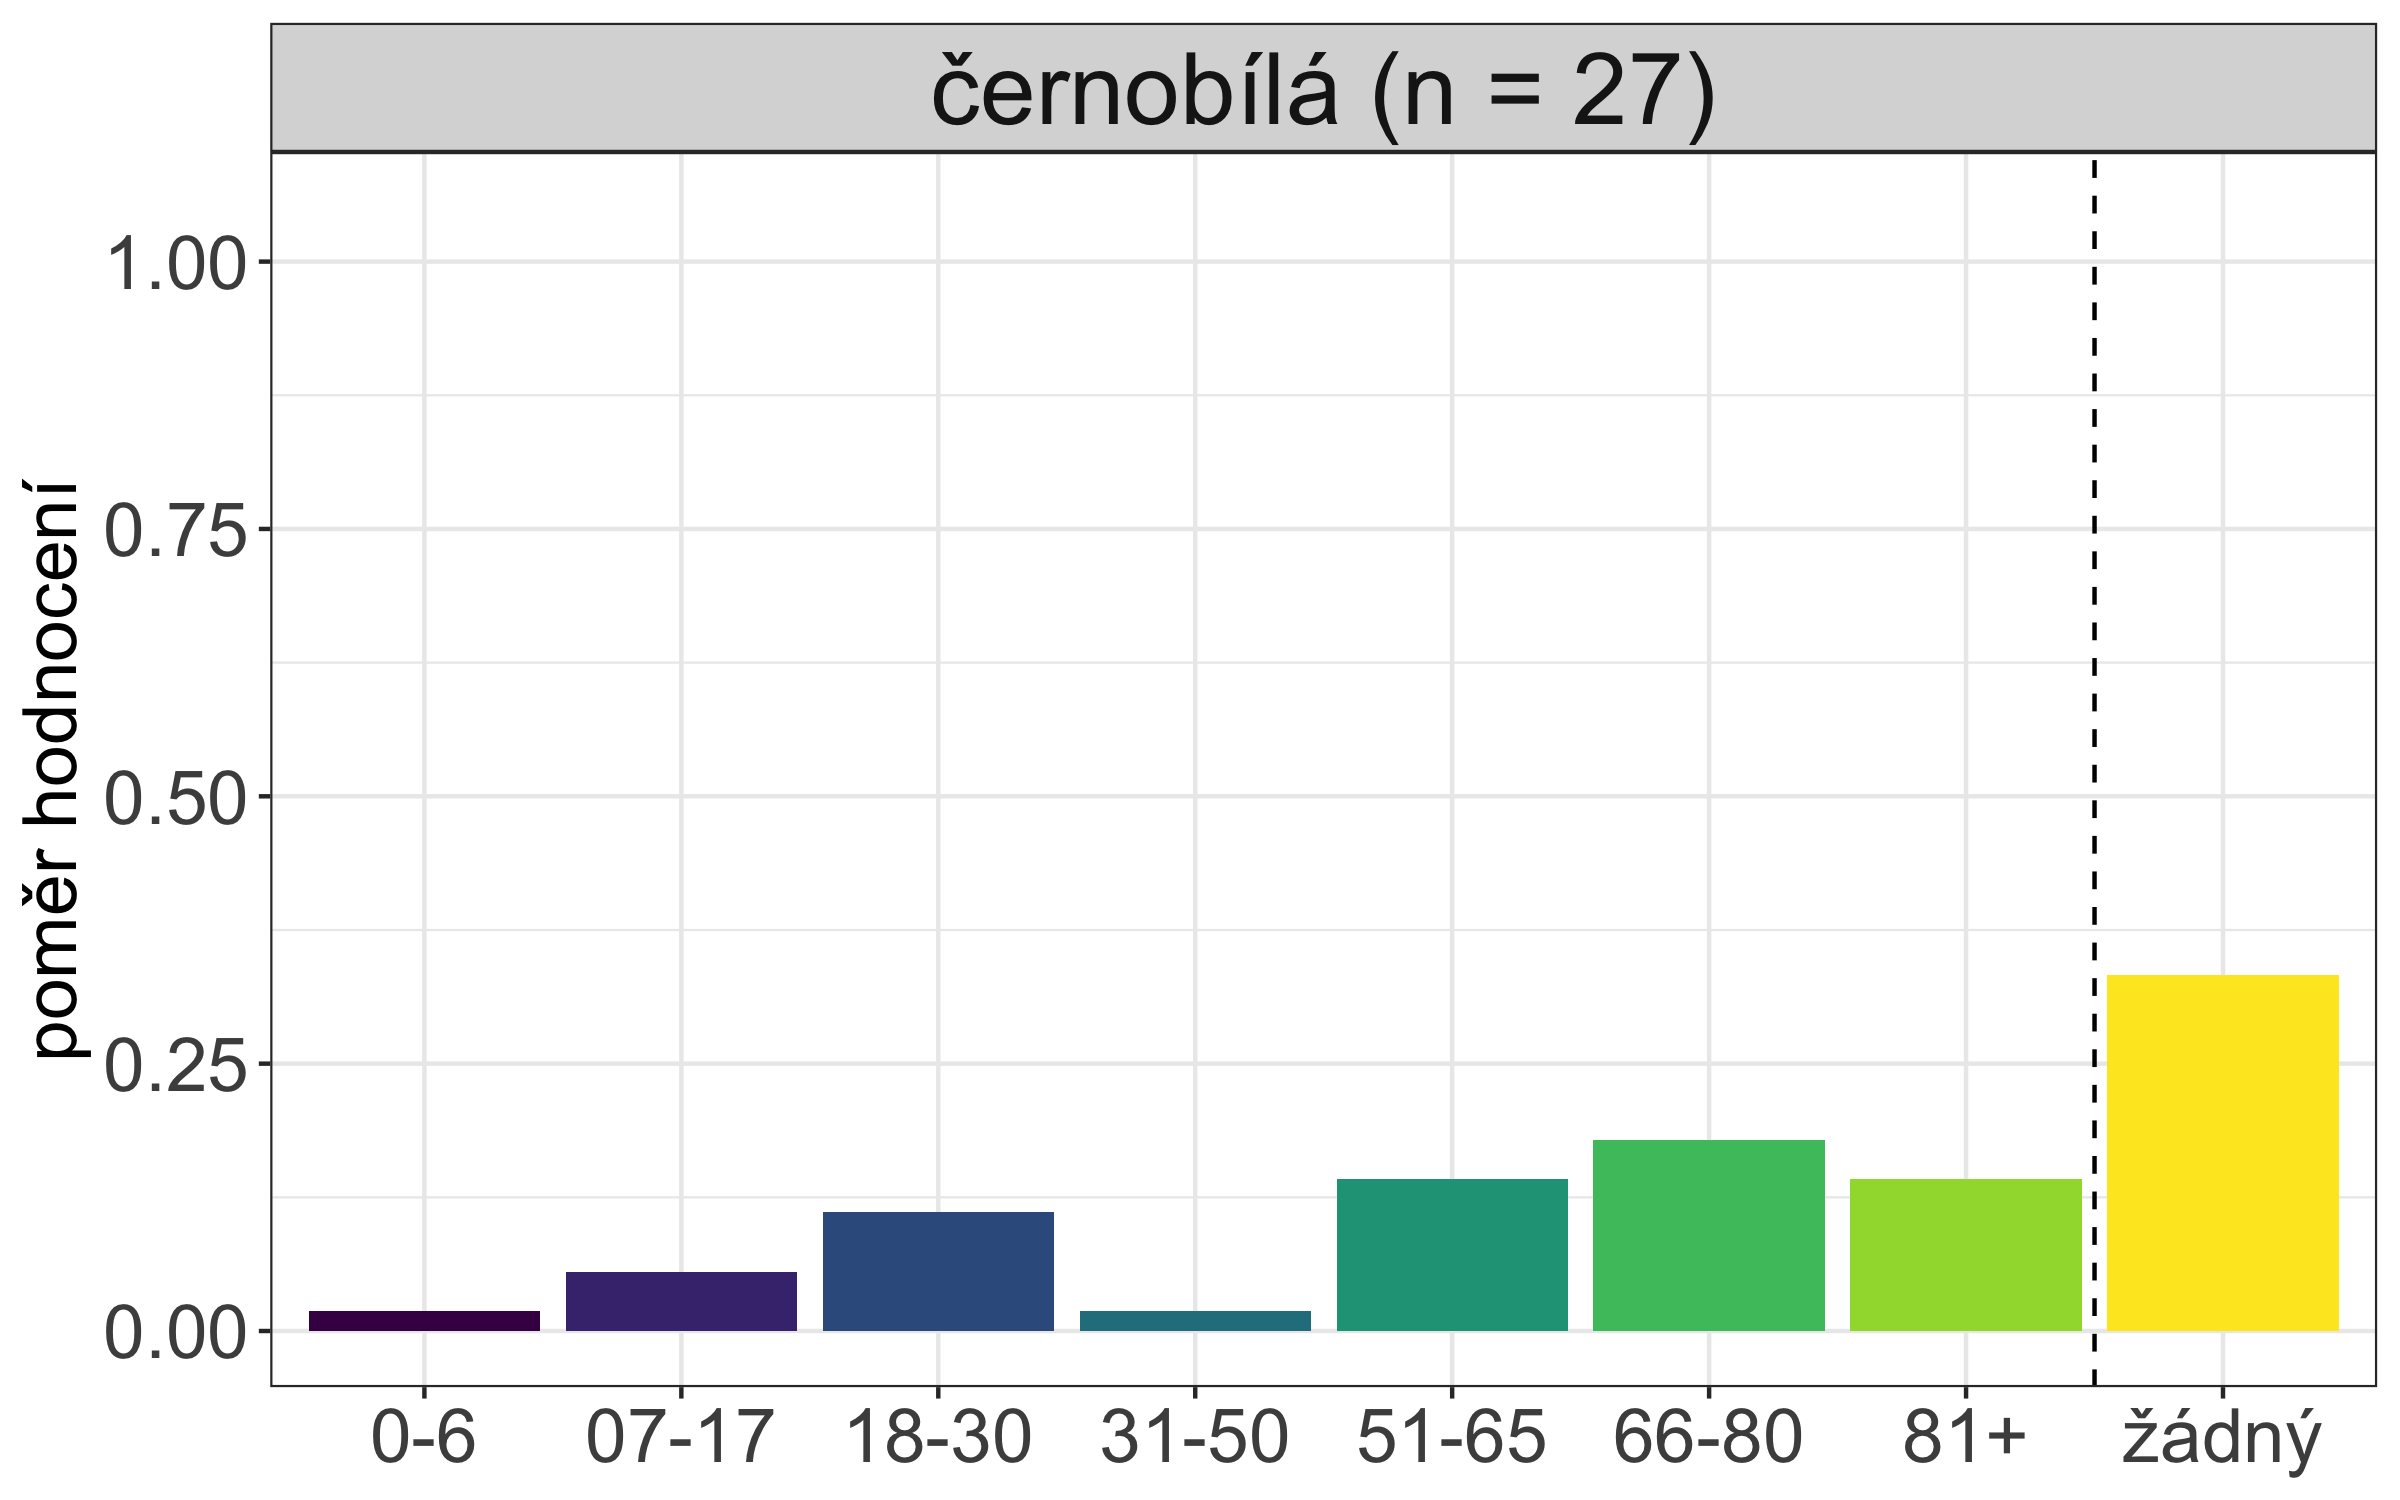 černobílá (n = 27)
poměr hodnocení
1.00
0.75
0.50
0.25
0.00
0-6 07-17 18-30 31-50 51-65 66-80 81+ žádný